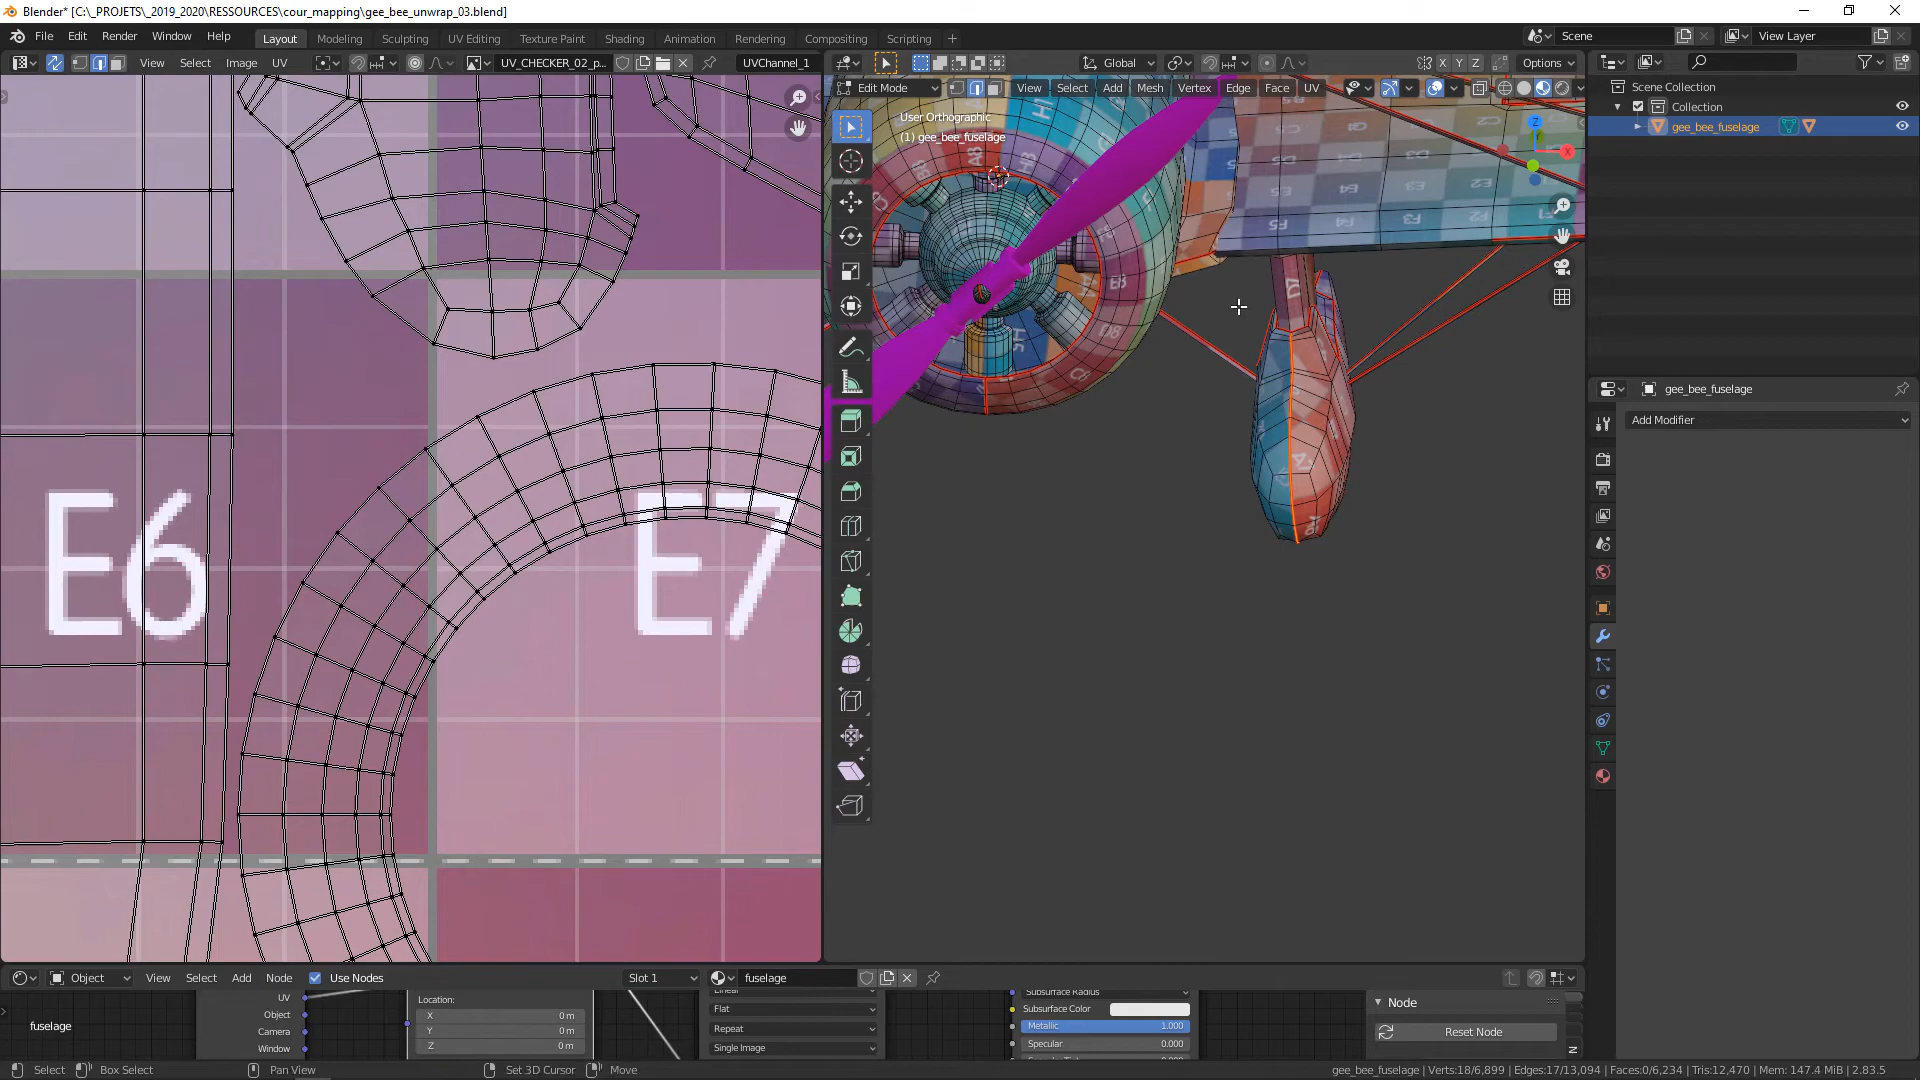 Blender* [C:\_PROJETS\_2019_2020\RESSOURCES\cour_mapping\gee_bee_unwrap_03.blend]
File Edit Render Window Help Layout Modeling Sculpting UV Editing Texture Paint Shading Animation Rendering Compositing Scripting Scene View Layer
View Select Image UV UV_CHECKER_02_p... UVChannel_1 Global X Y Z Options
Edit Mode View Select Add Mesh Vertex Edge Face UV
Scene Collection
Collection
gee_bee_fuselage
User Orthographic
(1) gee_bee_fuselage
Z
X
gee_bee_fuselage
Add Modifier
E6
E7
Object View Select Add Node Use Nodes Slot 1 fuselage
UV
Object
Camera
Window
Location:
X 0 m
Y 0 m
Z 0 m
Linear
Flat
Repeat
Single Image
Subsurface Radius
Subsurface Color
Metallic 1.000
Specular 0.000
Node
Reset Node
N
fuselage
Select Box Select Pan View Set 3D Cursor Move gee_bee_fuselage | Verts:18/6,899 | Edges:17/13,094 | Faces:0/6,234 | Tris:12,470 | Mem: 147.4 MiB | 2.83.5